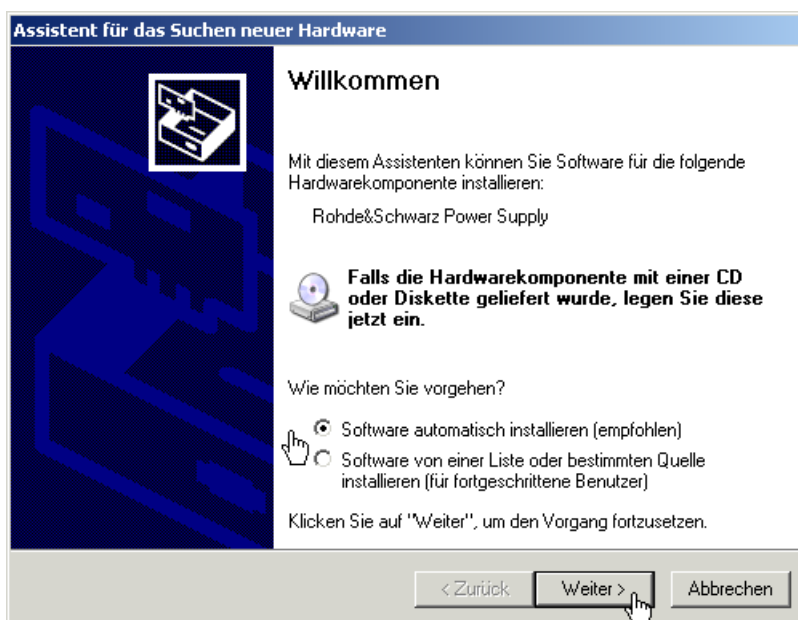 Assistent für das Suchen neuer Hardware
Willkommen
Mit diesem Assistenten können Sie Software für die folgende
Hardwarekomponente installieren:
Rohde&Schwarz Power Supply
Falls die Hardwarekomponente mit einer CD
oder Diskette geliefert wurde, legen Sie diese
jetzt ein.
Wie möchten Sie vorgehen?
Software automatisch installieren (empfohlen)
Software von einer Liste oder bestimmten Quelle
installieren (für fortgeschrittene Benutzer)
Klicken Sie auf "Weiter", um den Vorgang fortzusetzen.
< Zurück Weiter > Abbrechen